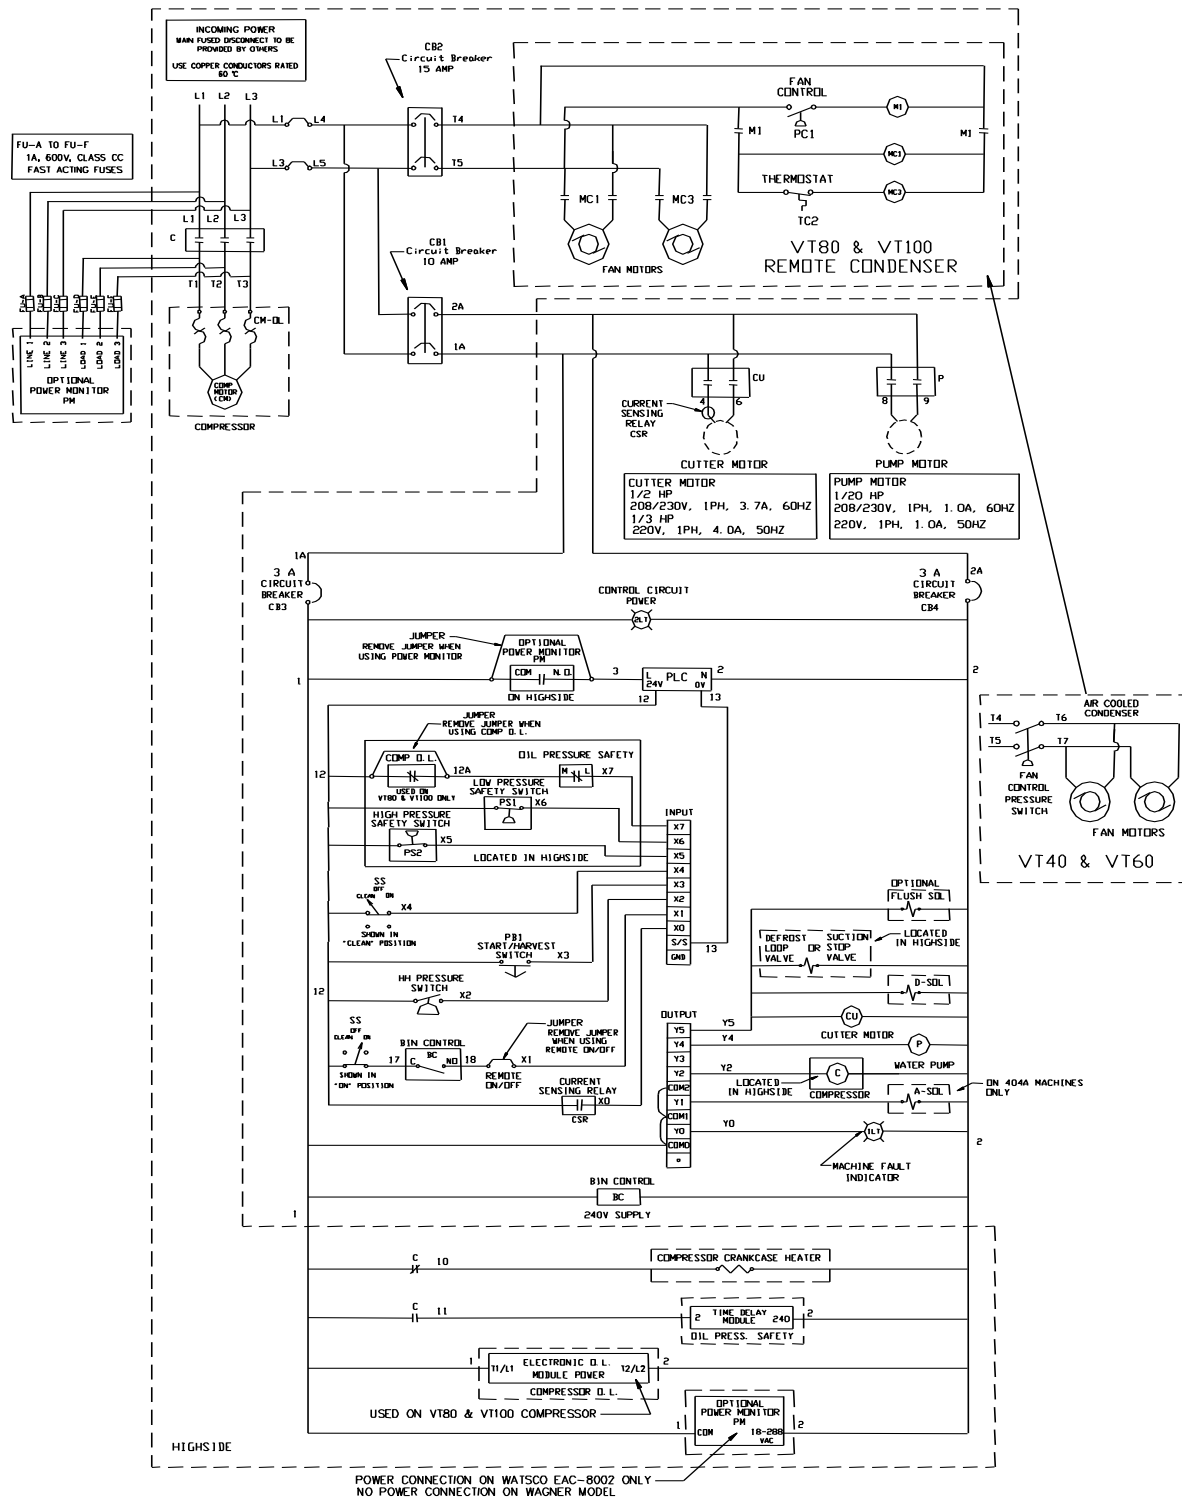 INCOMING POWER
MAIN FUSED DISCONNECT TO BE
PROVIDED BY OTHERS
USE COPPER CONDUCTORS RATED
60 °C
L1 L2 L3
L1 L4
L3 L5
FU-A TO FU-F
1A, 600V, CLASS CC
FAST ACTING FUSES
L1 L2 L3
C
T1 T2 T3
FU-A FU-B FU-C FU-D FU-E FU-F
LINE 1 LINE 2 LINE 3 LOAD 1 LOAD 2 LOAD 3
OPTIONAL
POWER MONITOR
PM
CM-OL
COMP
MOTOR
(CM)
COMPRESSOR
CB2
Circuit Breaker
15 AMP
T4
T5
CB1
Circuit Breaker
10 AMP
2A
1A
FAN
CONTROL
M1
PC1
M1
M1
MC1
THERMOSTAT
MC3
TC2
MC1
MC3
FAN MOTORS
VT80 & VT100
REMOTE CONDENSER
CU
4 6
CURRENT
SENSING
RELAY
CSR
CUTTER MOTOR
P
8 9
PUMP MOTOR
CUTTER MOTOR
1/2 HP
208/230V, 1PH, 3.7A, 60HZ
1/3 HP
220V, 1PH, 4.0A, 50HZ
PUMP MOTOR
1/20 HP
208/230V, 1PH, 1.0A, 60HZ
220V, 1PH, 1.0A, 50HZ
1A
3 A
CIRCUIT
BREAKER
CB3
2A
3 A
CIRCUIT
BREAKER
CB4
CONTROL CIRCUIT
POWER
2LT
JUMPER
REMOVE JUMPER WHEN
USING POWER MONITOR
OPTIONAL
POWER MONITOR
PM
COM N.O.
ON HIGHSIDE
1
3
L PLC N
24V 0V
2
2
12
13
JUMPER
REMOVE JUMPER WHEN
USING COMP O.L.
COMP O.L.
12
12A
USED ON
VT80 & VT100 ONLY
OIL PRESSURE SAFETY
M L
X7
LOW PRESSURE
SAFETY SWITCH
PS1
X6
HIGH PRESSURE
SAFETY SWITCH
PS2
X5
LOCATED IN HIGHSIDE
INPUT
X7
X6
X5
X4
X3
X2
X1
X0
S/S
GND
13
SS
OFF
CLEAN ON
X4
SHOWN IN
"CLEAN" POSITION
PB1
START/HARVEST
SWITCH
X3
12
HH PRESSURE
SWITCH
X2
SS
OFF
CLEAN ON
SHOWN IN
"ON" POSITION
17
BIN CONTROL
BC
C NO
18
X1
REMOTE
ON/OFF
JUMPER
REMOVE JUMPER
WHEN USING
REMOTE ON/OFF
CURRENT
SENSING RELAY
X0
CSR
OUTPUT
Y5
Y4
Y3
Y2
COM2
Y1
COM1
Y0
COM0
Y5
Y4
Y2
Y0
OPTIONAL
FLUSH SOL
DEFROST
LOOP
VALVE
OR
SUCTION
STOP
VALVE
LOCATED
IN HIGHSIDE
D-SOL
CU
CUTTER MOTOR
P
WATER PUMP
C
COMPRESSOR
LOCATED
IN HIGHSIDE
A-SOL
ON 404A MACHINES
ONLY
1LT
MACHINE FAULT
INDICATOR
2
AIR COOLED
CONDENSER
T4 T6
T5 T7
FAN
CONTROL
PRESSURE
SWITCH
FAN MOTORS
VT40 & VT60
BIN CONTROL
BC
240V SUPPLY
1
C
10
COMPRESSOR CRANKCASE HEATER
C
11
2 TIME DELAY
MODULE 240
2
OIL PRESS. SAFETY
1
T1/L1 ELECTRONIC O.L.
MODULE POWER T2/L2
2
COMPRESSOR O.L.
USED ON VT80 & VT100 COMPRESSOR
OPTIONAL
POWER MONITOR
PM
1
COM 18-288
VAC
2
HIGHSIDE
POWER CONNECTION ON WATSCO EAC-8002 ONLY
NO POWER CONNECTION ON WAGNER MODEL